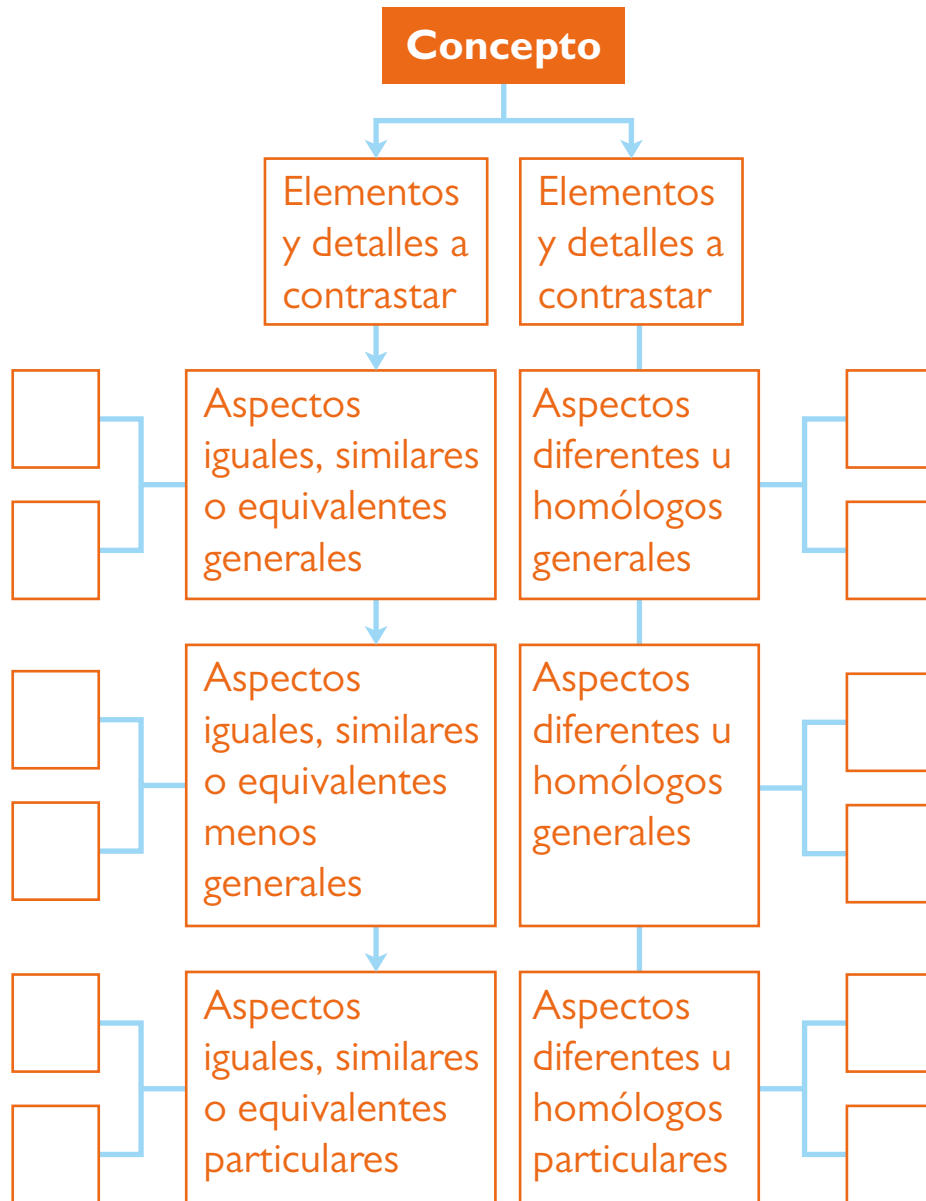 Concepto
Elementos
y detalles a
contrastar
Elementos
y detalles a
contrastar
Aspectos
iguales, similares
o equivalentes
generales
Aspectos
diferentes u
homólogos
generales
Aspectos
iguales, similares
o equivalentes
menos
generales
Aspectos
diferentes u
homólogos
generales
Aspectos
iguales, similares
o equivalentes
particulares
Aspectos
diferentes u
homólogos
particulares